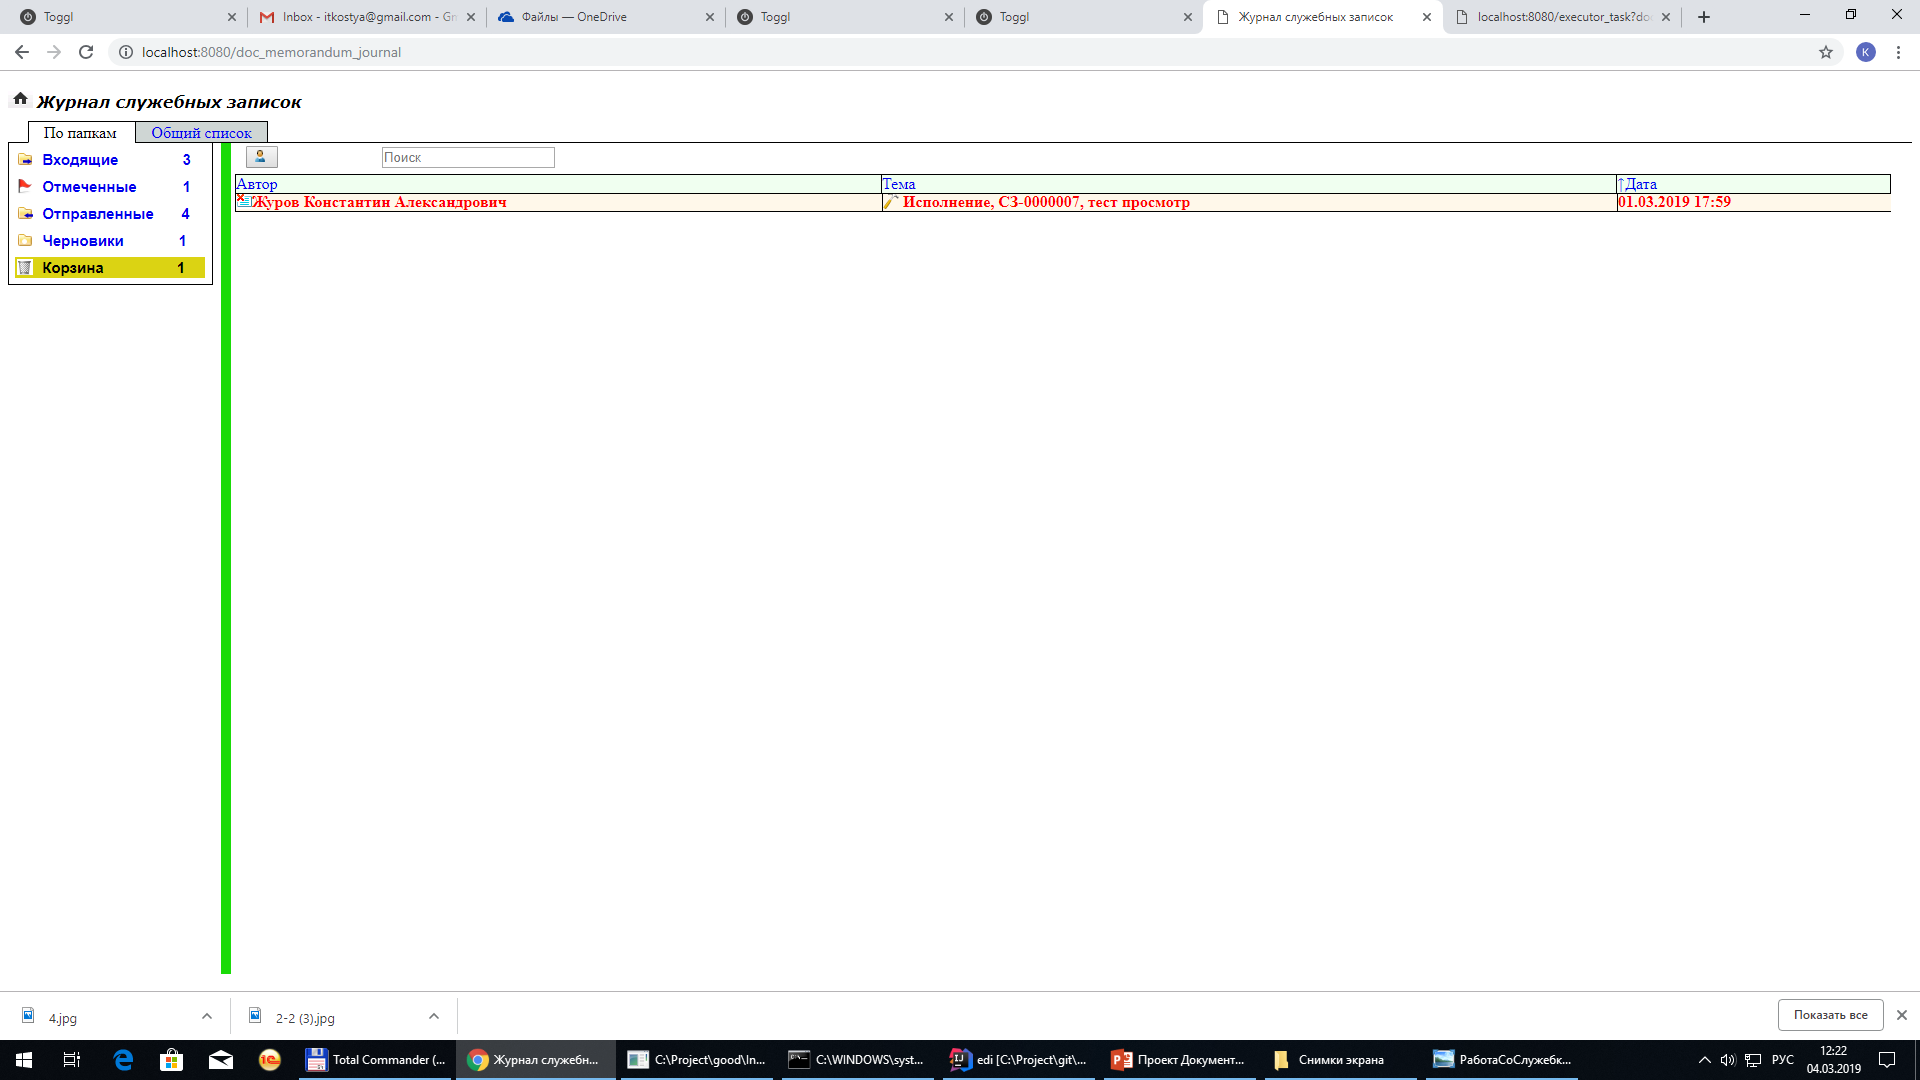 Toggl
Inbox - itkostya@gmail.com - Gm
Файлы — OneDrive
Toggl
Toggl
Журнал служебных записок
localhost:8080/executor_task?do
localhost:8080/doc_memorandum_journal
K
Журнал служебных записок
По папкам
Общий список
Входящие 3
Отмеченные 1
Отправленные 4
Черновики 1
Корзина 1
Поиск
Автор Тема ↑Дата
Журов Константин Александрович Исполнение, СЗ-0000007, тест просмотр 01.03.2019 17:59
4.jpg
2-2 (3).jpg
Показать все
Total Commander (...
Журнал служебн...
C:\Project\good\In...
C:\WINDOWS\syst...
edi [C:\Project\git\...
Проект Документ...
Снимки экрана
РаботаСоСлужебк...
РУС
12:22
04.03.2019